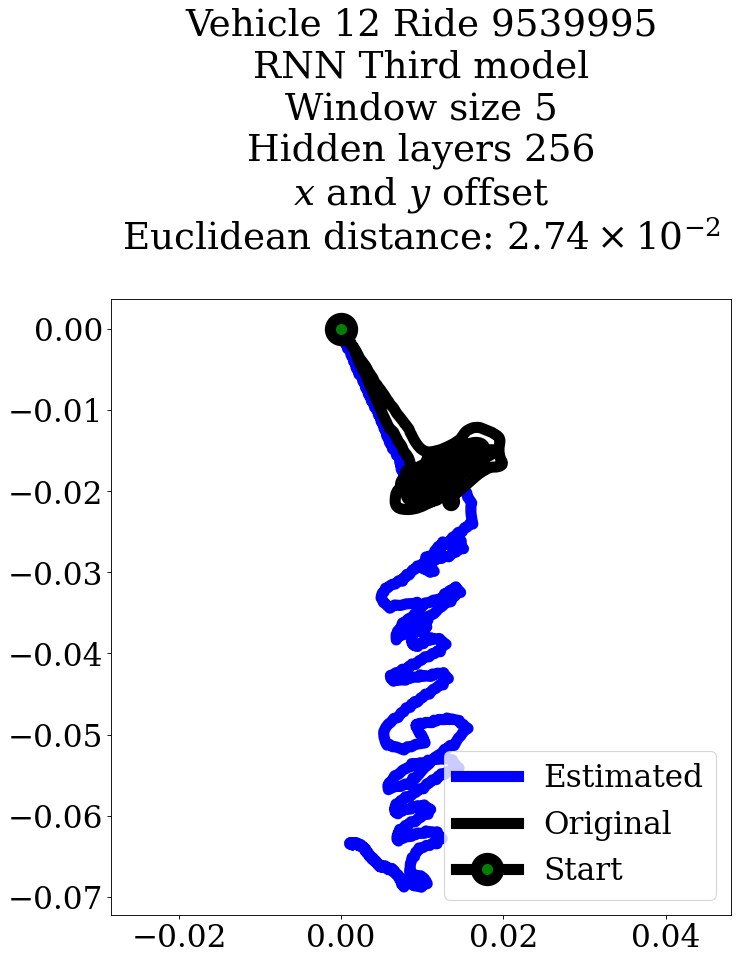 Vehicle 12 Ride 9539995
RNN Third model
Window size 5
Hidden layers 256
x and y offset
Euclidean distance: 2.74 × 10⁻²
0.00
−0.01
−0.02
−0.03
−0.04
−0.05
−0.06
−0.07
Estimated
Original
Start
−0.02 0.00 0.02 0.04